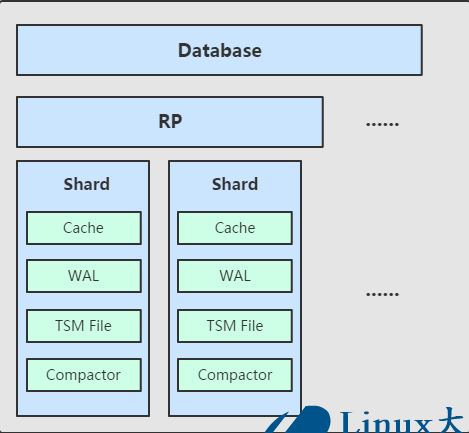 Database
RP ......
Shard Shard
Cache Cache
WAL WAL
......
TSM File TSM File
Compactor Compactor
Linux大